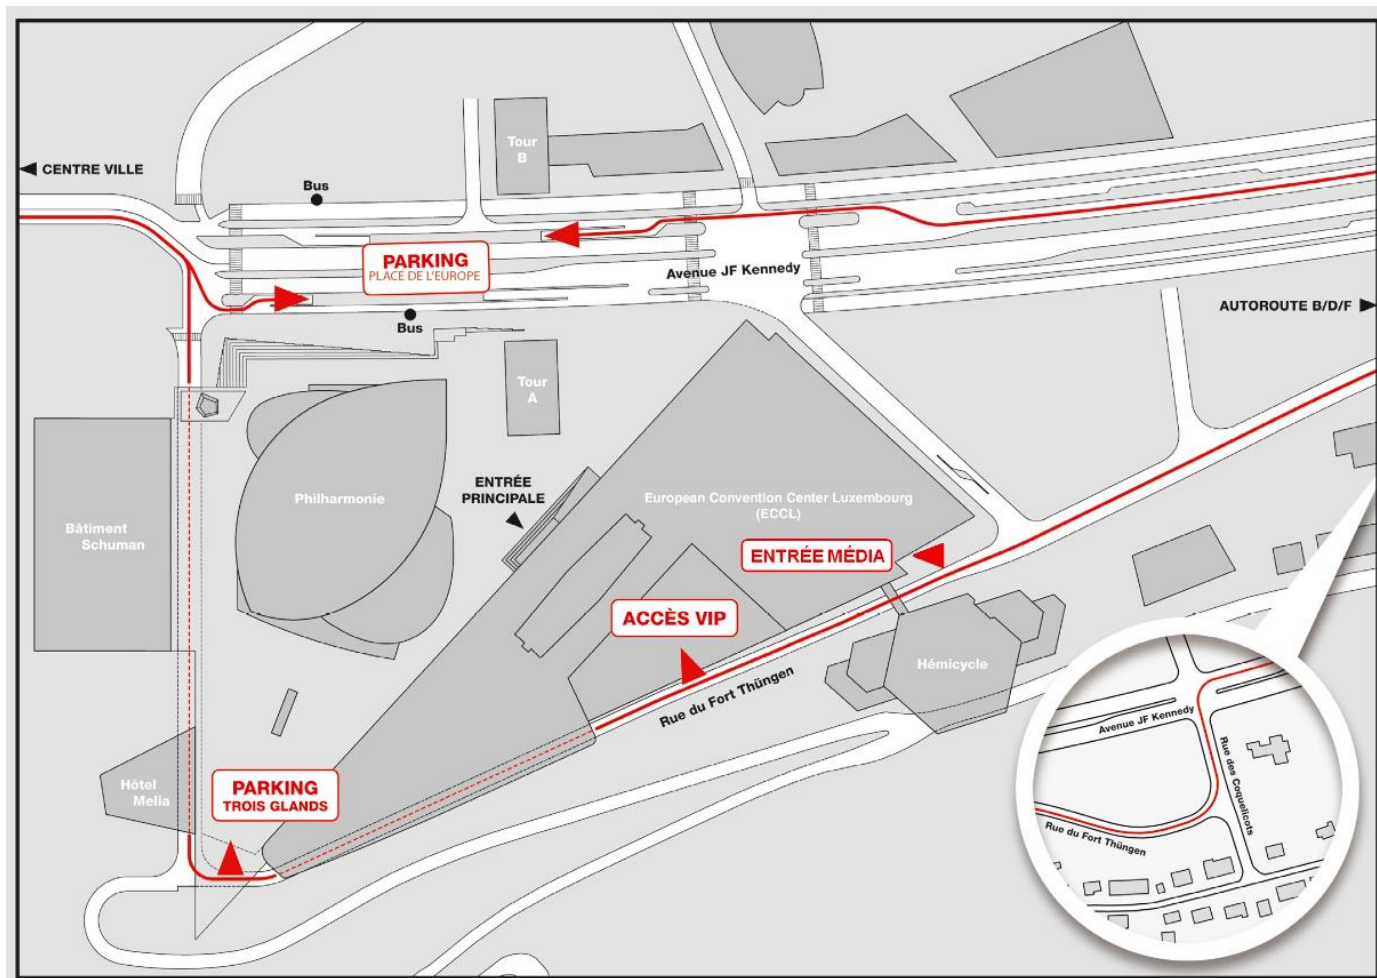 Tour
B
CENTRE VILLE
Bus
PARKING
PLACE DE L'EUROPE
Avenue JF Kennedy
AUTOROUTE B/D/F
Bus
Tour
A
ENTRÉE
PRINCIPALE
Philharmonie
European Convention Center Luxembourg
(ECCL)
Bâtiment
Schuman
ENTRÉE MÉDIA
ACCÈS VIP
Hémicycle
Rue du Fort Thüngen
Hôtel
Melia
PARKING
TROIS GLANDS
Avenue JF Kennedy
Rue des Coquelicots
Rue du Fort Thüngen